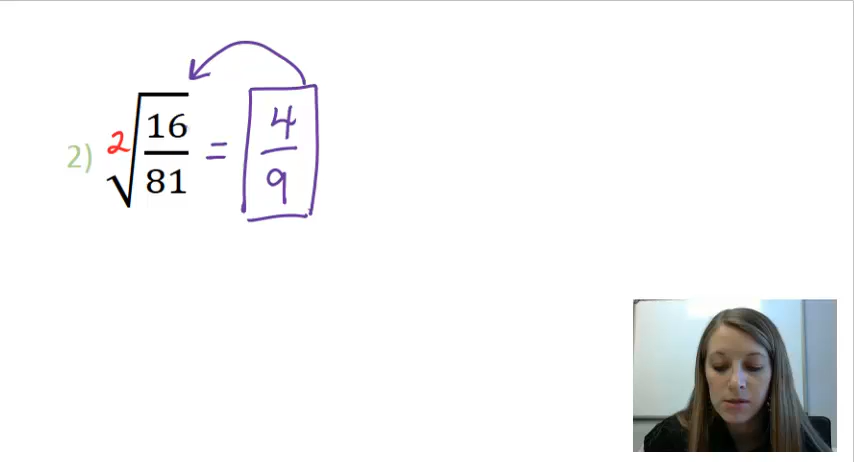 2) ²√(16/81) = 4/9